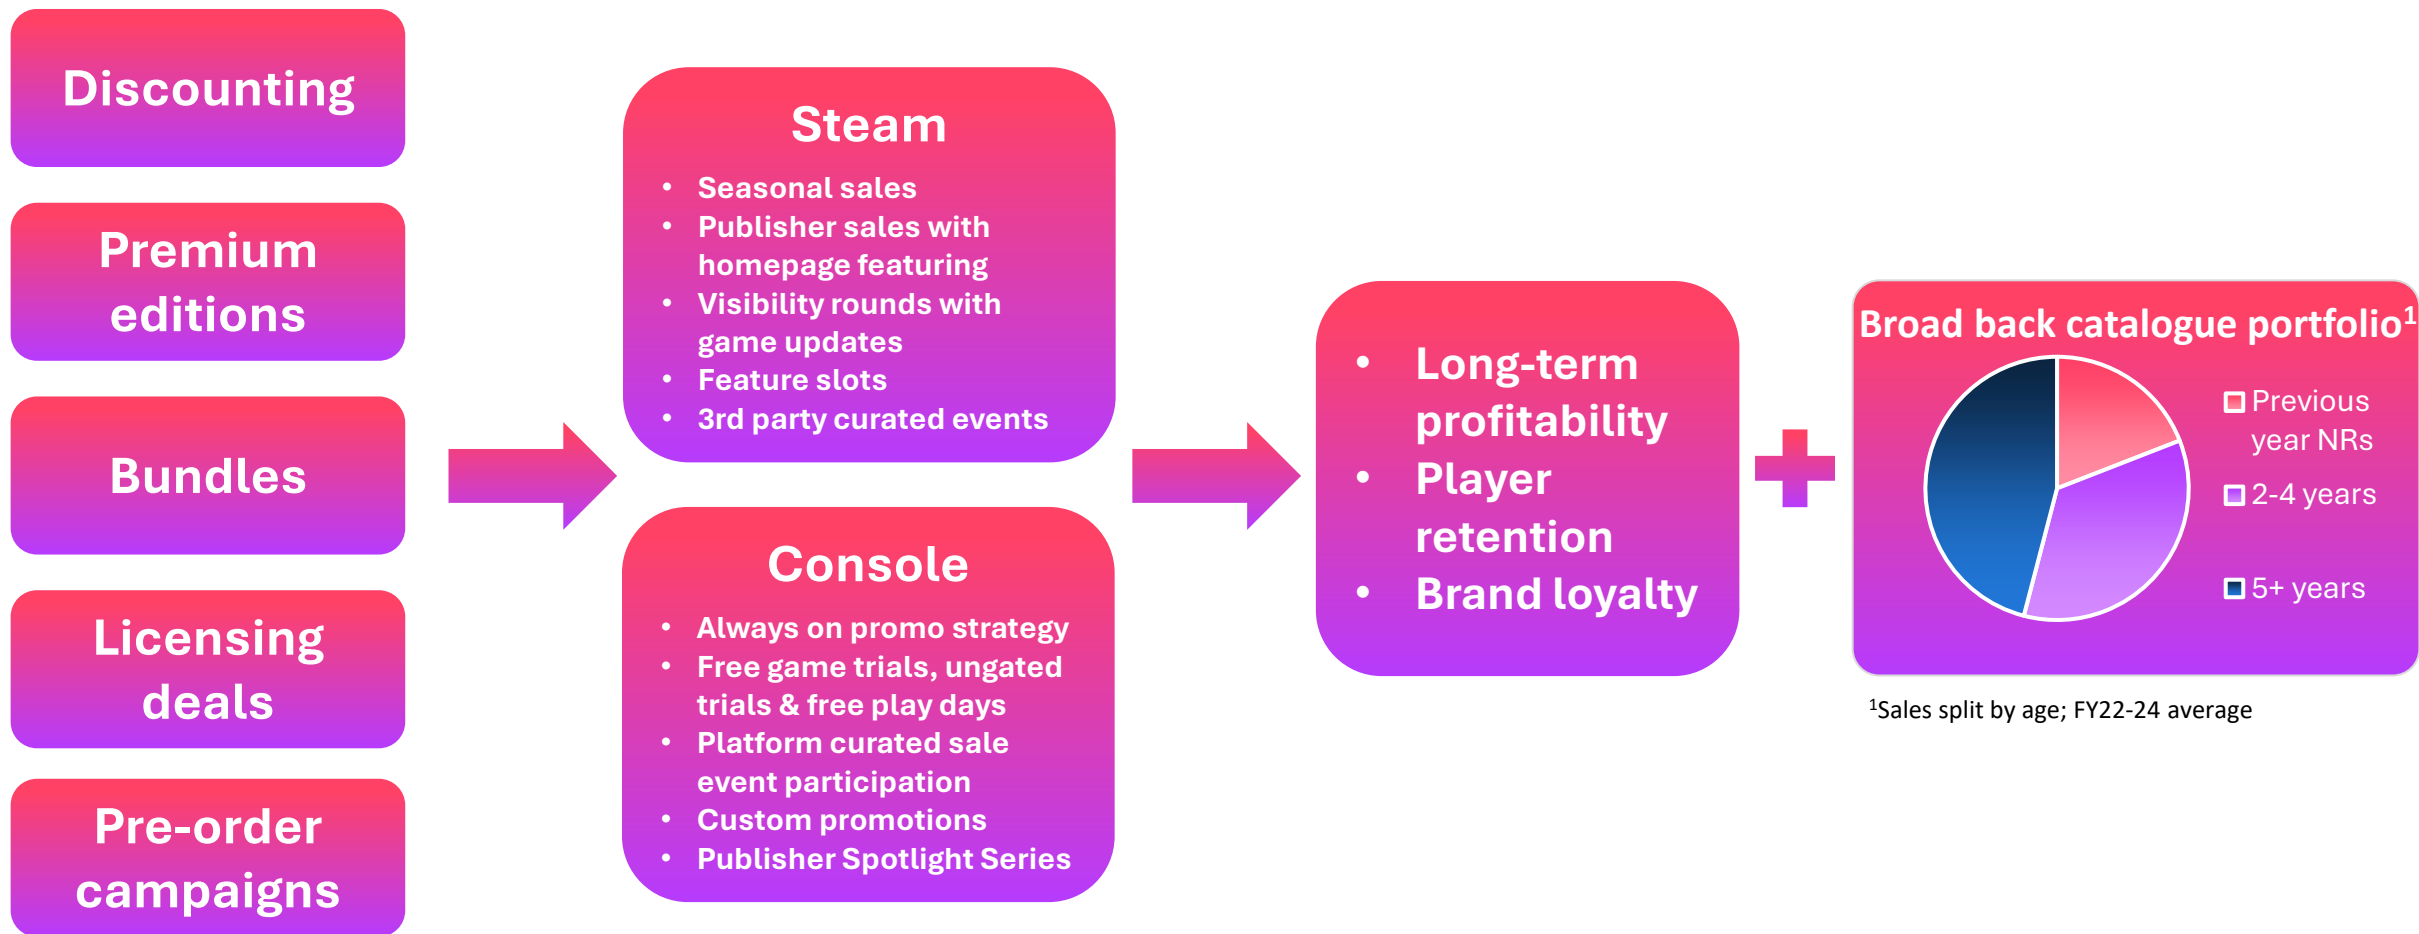 Discounting
Premium
editions
Bundles
Licensing
deals
Pre-order
campaigns
Steam
• Seasonal sales
• Publisher sales with
homepage featuring
• Visibility rounds with
game updates
• Feature slots
• 3rd party curated events
Console
• Always on promo strategy
• Free game trials, ungated
trials & free play days
• Platform curated sale
event participation
• Custom promotions
• Publisher Spotlight Series
• Long-term
profitability
• Player
retention
• Brand loyalty
Broad back catalogue portfolio¹
Previous
year NRs
2-4 years
5+ years
¹Sales split by age; FY22-24 average